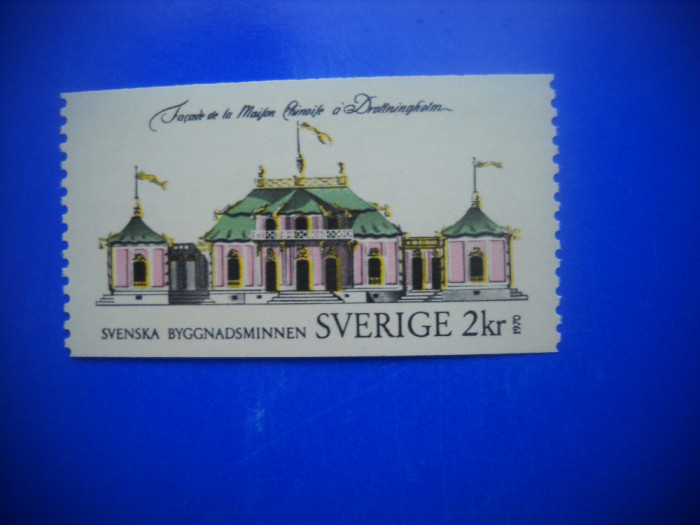 Façade de la Maison Chinoise à Drottningholm
SVENSKA BYGGNADSMINNEN SVERIGE 2kr 1970